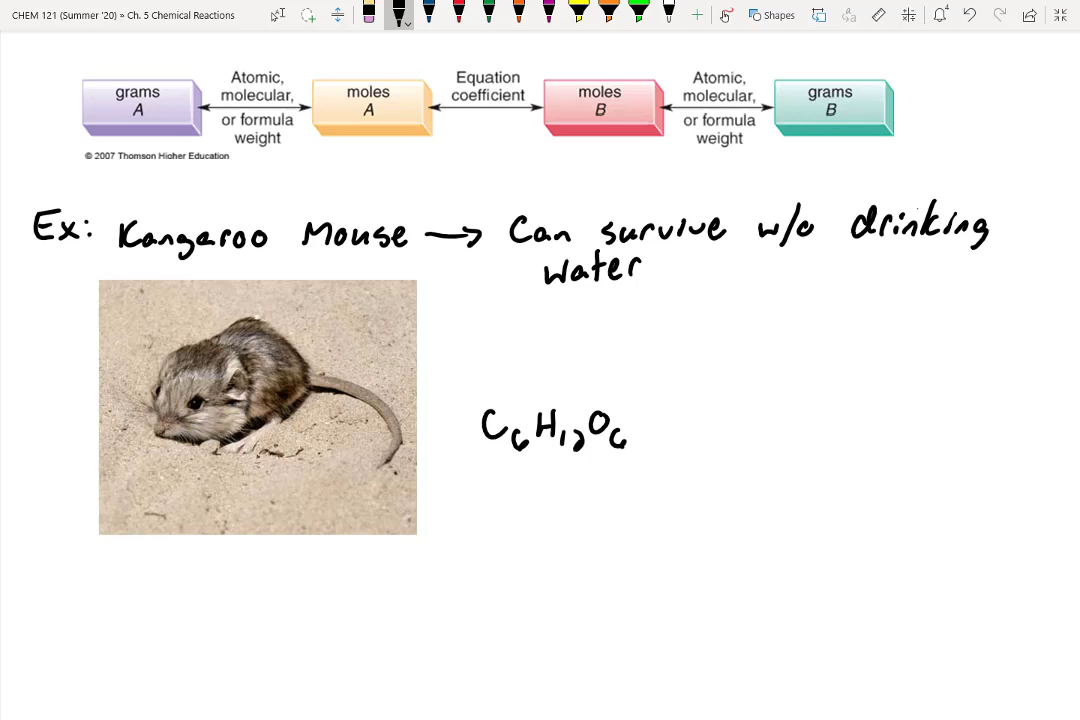 CHEM 121 (Summer '20) » Ch. 5 Chemical Reactions
Shapes
4
grams
A
Atomic,
molecular,
or formula
weight
moles
A
Equation
coefficient
moles
B
Atomic,
molecular,
or formula
weight
grams
B
© 2007 Thomson Higher Education
Ex: Kangaroo Mouse → Can survive w/o drinking
water
C₆H₁₂O₆